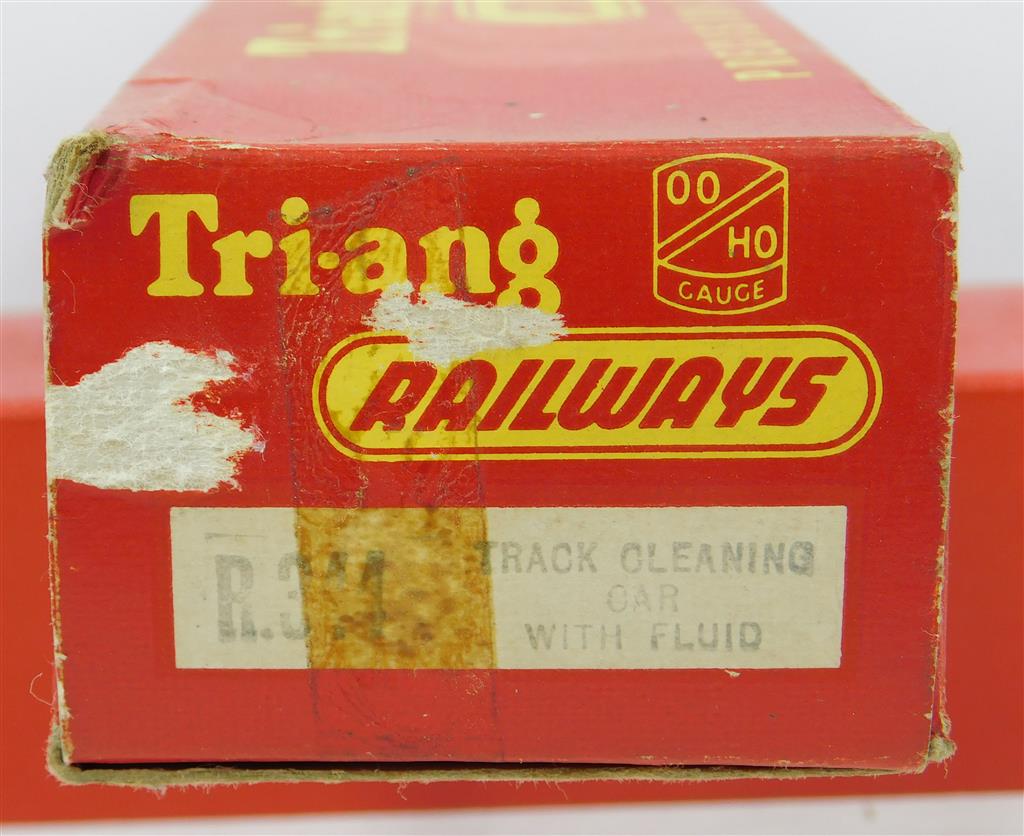 Tri-ang
OO
HO
GAUGE
RAILWAYS
TRACK CLEANING
CAR
WITH FLUID